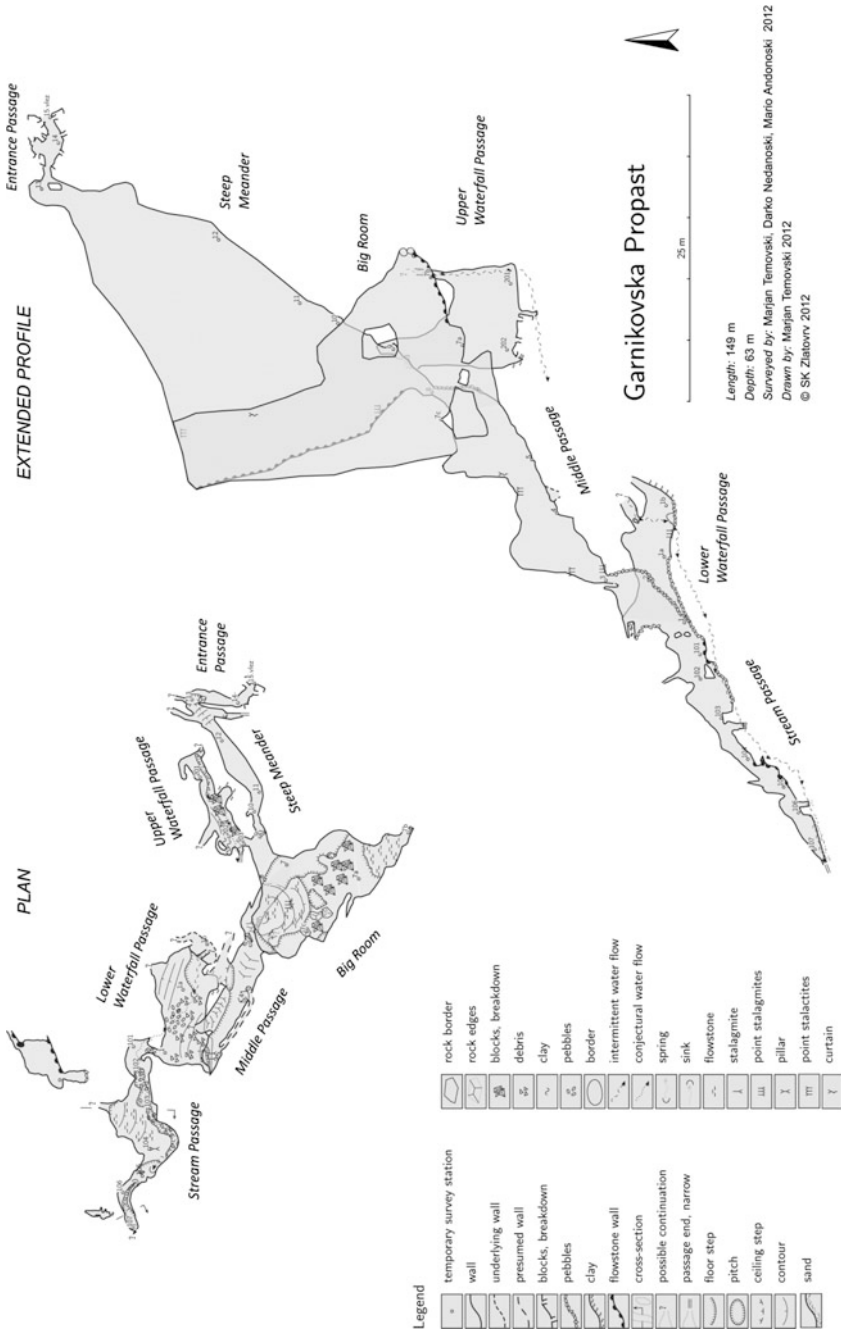 PLAN
EXTENDED PROFILE
Entrance Passage
Steep
Meander
Big Room
Upper
Waterfall Passage
Middle Passage
Lower
Waterfall Passage
Stream Passage
Entrance
Passage
Upper
Waterfall Passage
Steep Meander
Lower
Waterfall Passage
Middle Passage
Big Room
Stream Passage
25 m
Garnikovska Propast
Length: 149 m
Depth: 63 m
Surveyed by: Marjan Temovski, Darko Nedanoski, Mario Andonoski 2012
Drawn by: Marjan Temovski 2012
© SK Zlatovrv 2012
Legend
temporary survey station
wall
underlying wall
presumed wall
blocks, breakdown
pebbles
clay
flowstone wall
cross-section
possible continuation
passage end, narrow
floor step
pitch
ceiling step
contour
sand
rock border
rock edges
blocks, breakdown
debris
clay
pebbles
border
intermittent water flow
conjectural water flow
spring
sink
flowstone
stalagmite
point stalagmites
pillar
point stalactites
curtain